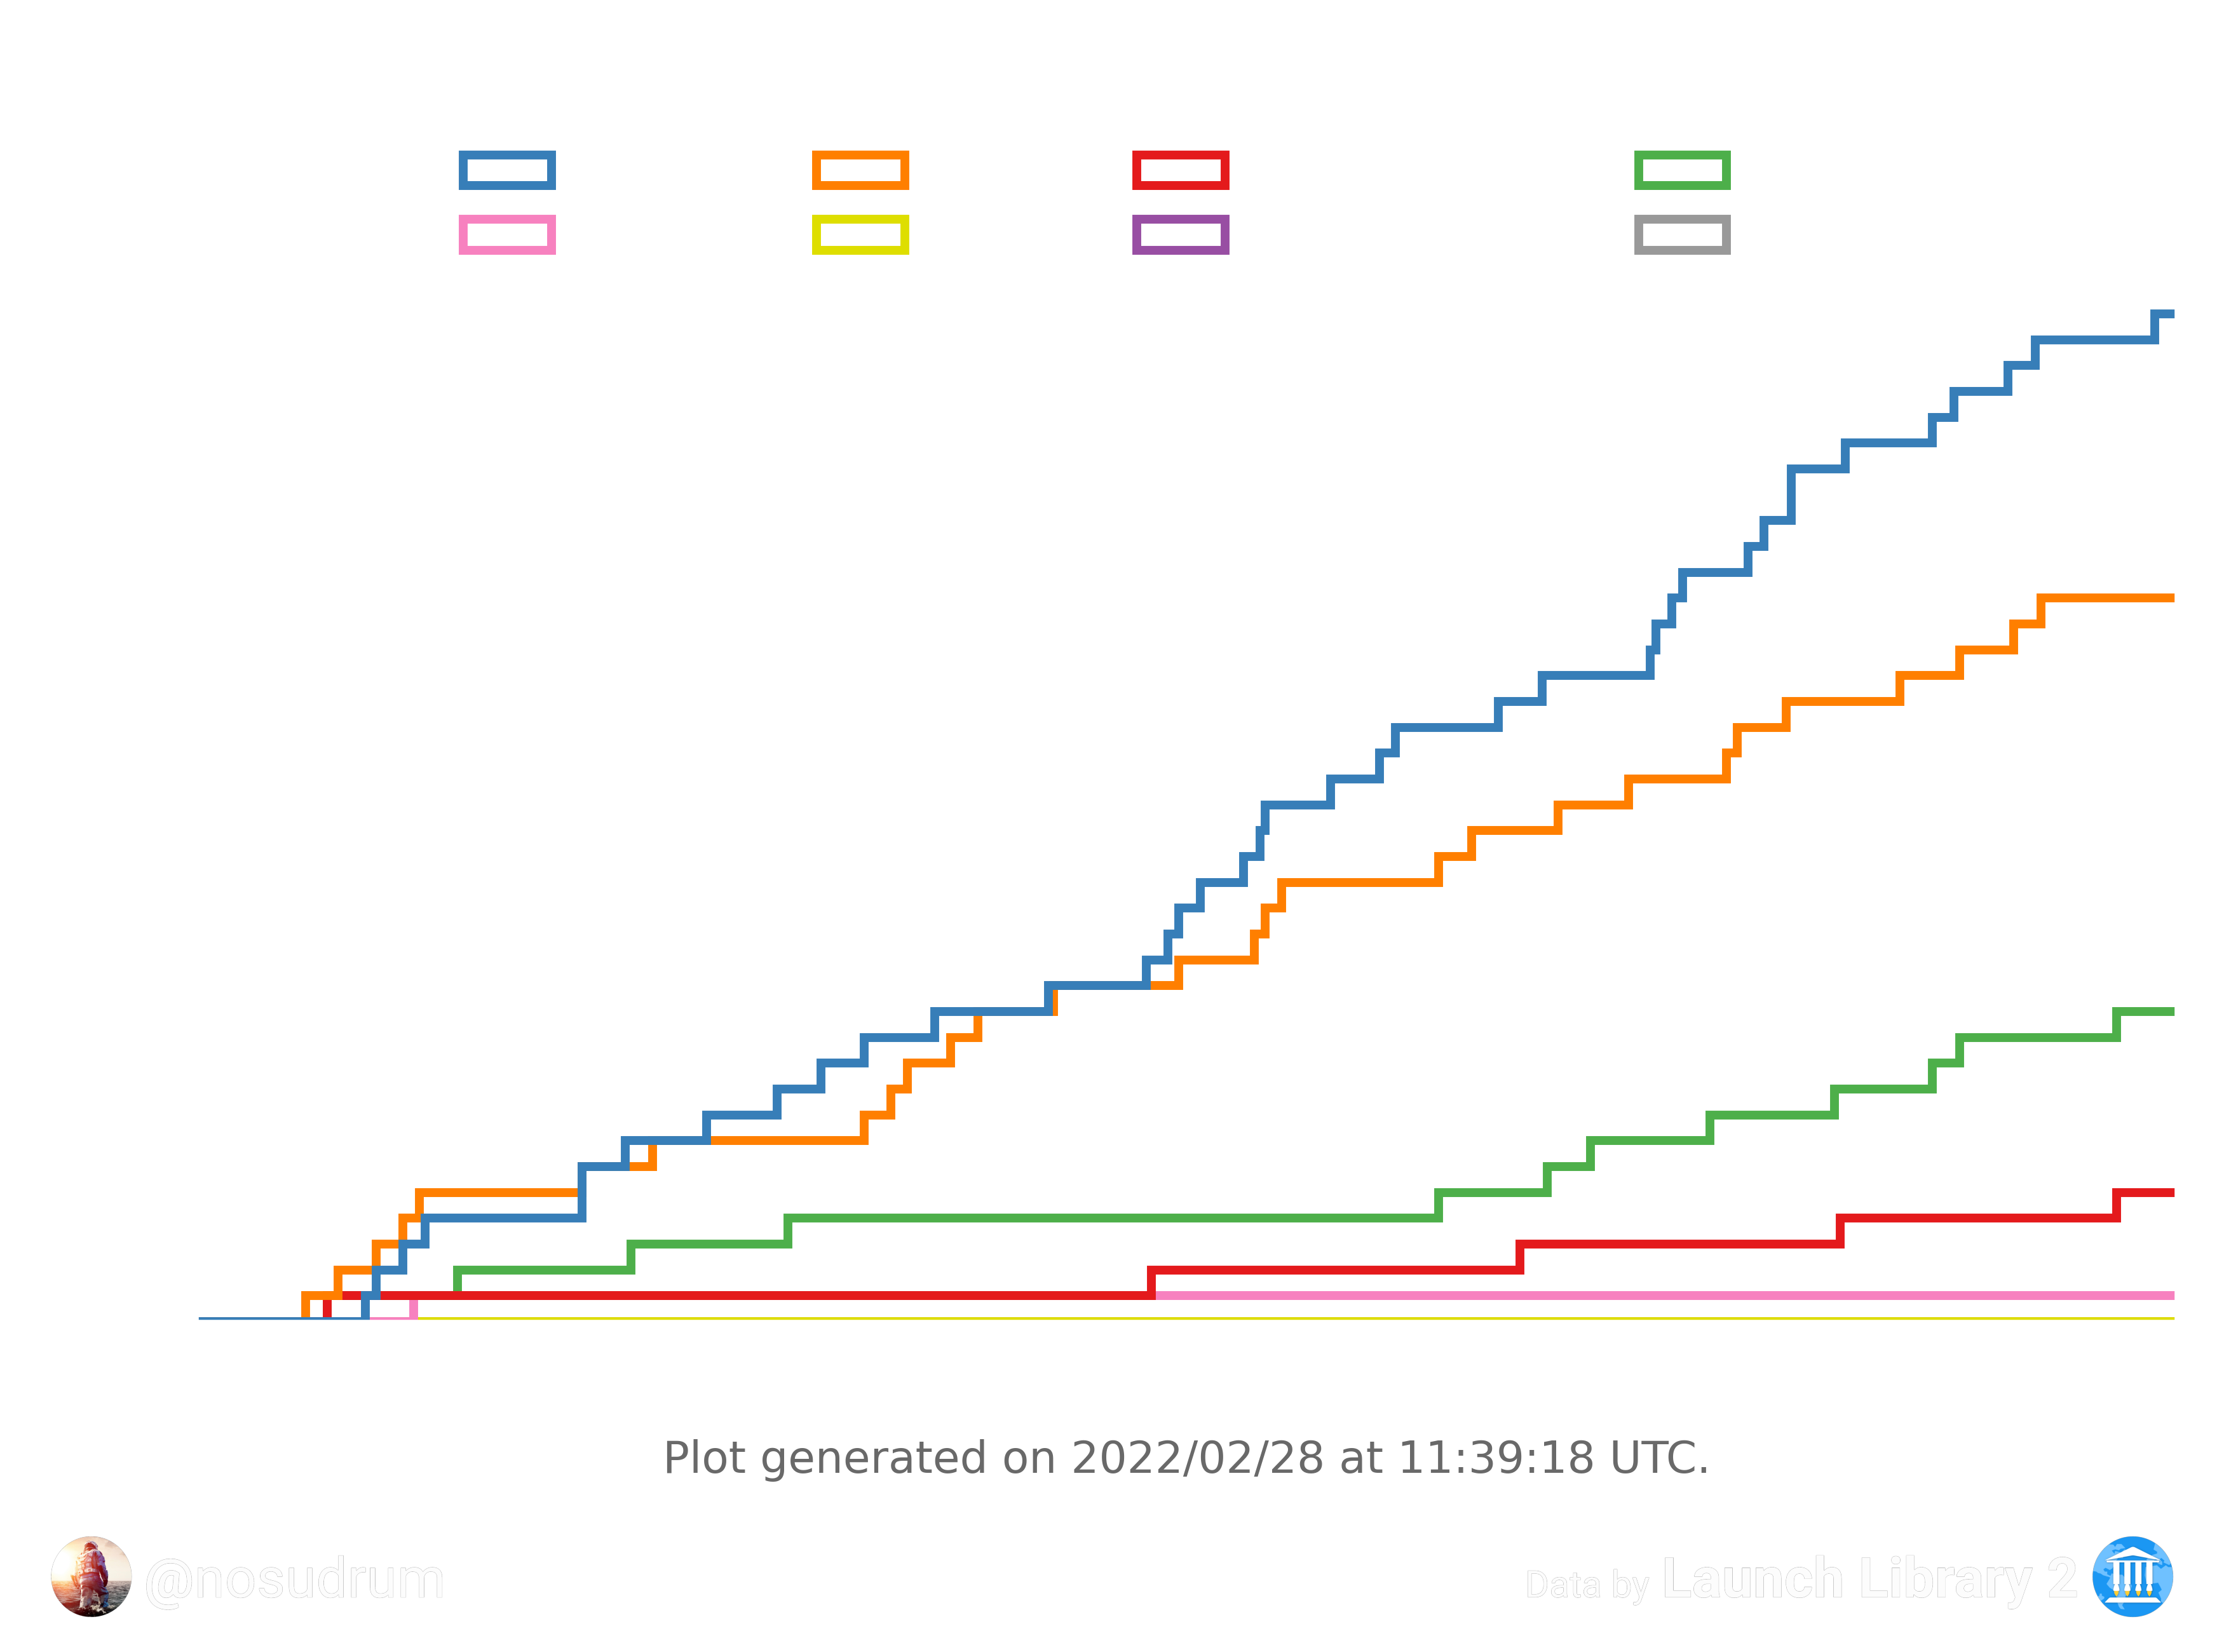 Plot generated on 2022/02/28 at 11:39:18 UTC.
@nosudrum
Data by Launch Library 2